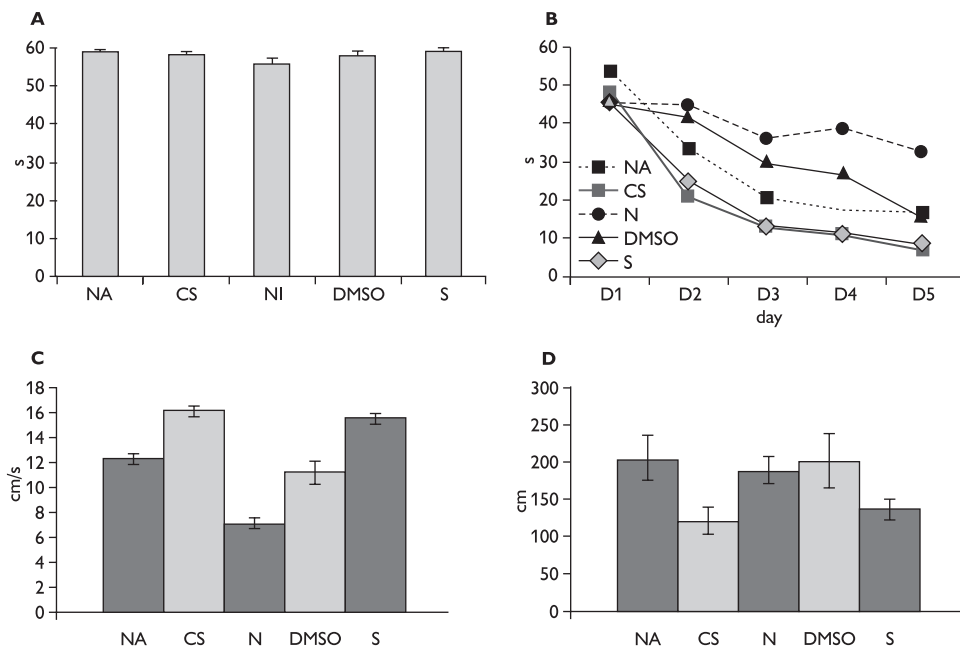 A
60
50
40
s
30
20
10
0
NA CS NI DMSO S
B
60
50
40
s
30
20
10
0
NA
CS
N
DMSO
S
D1 D2 D3 D4 D5
day
C
18
16
14
12
cm/s
10
8
6
4
2
0
NA CS N DMSO S
D
300
250
200
cm
150
100
50
0
NA CS N DMSO S